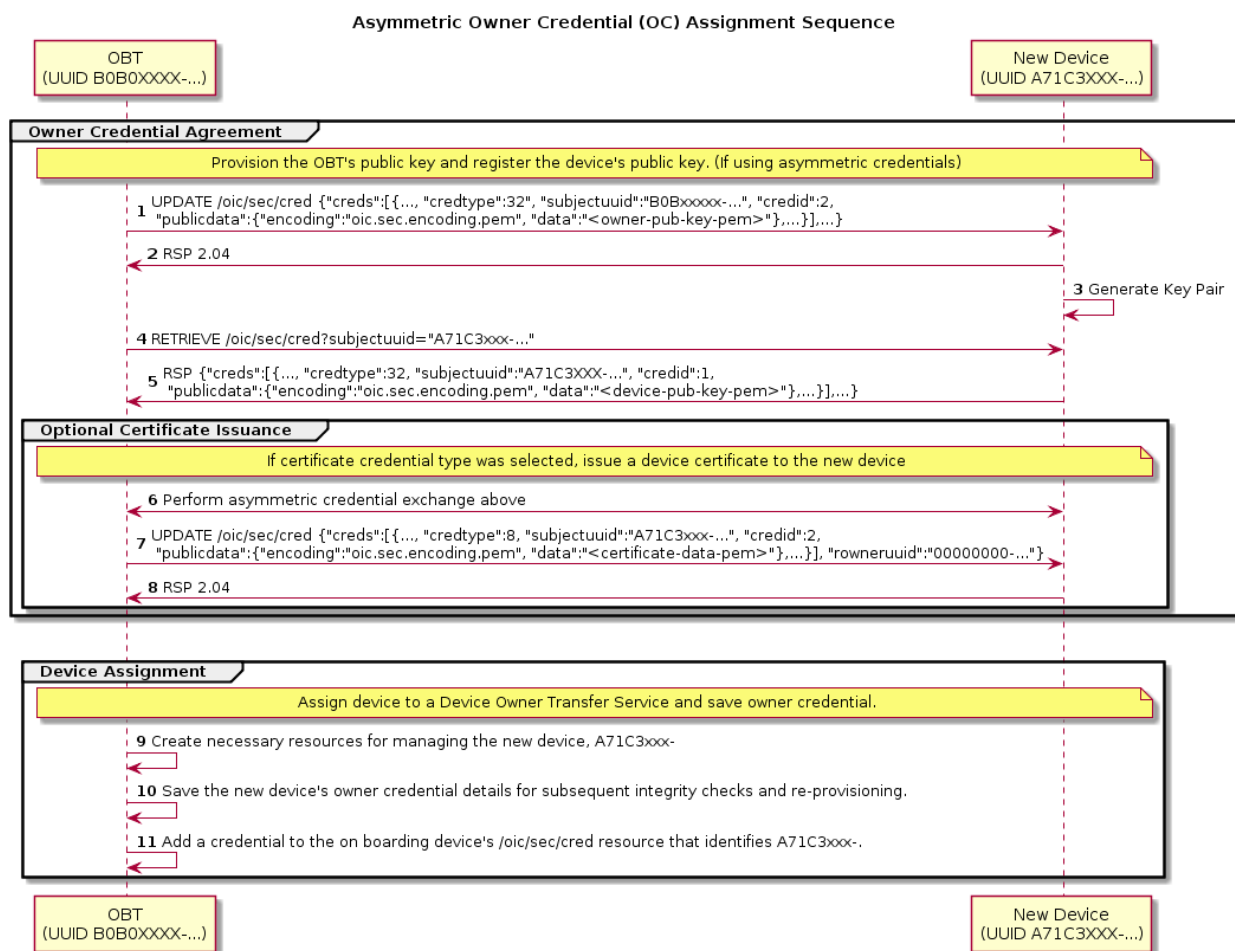 Asymmetric Owner Credential (OC) Assignment Sequence
OBT
(UUID B0B0XXXX-...)
New Device
(UUID A71C3XXX-...)
Owner Credential Agreement
Provision the OBT's public key and register the device's public key. (If using asymmetric credentials)
1 UPDATE /oic/sec/cred {"creds":[{..., "credtype":32", "subjectuuid":"B0Bxxxxx-...", "credid":2,
"publicdata":{"encoding":"oic.sec.encoding.pem", "data":"<owner-pub-key-pem>"},...}],...}
2 RSP 2.04
3 Generate Key Pair
4 RETRIEVE /oic/sec/cred?subjectuuid="A71C3xxx-..."
5 RSP {"creds":[{..., "credtype":32, "subjectuuid":"A71C3XXX-...", "credid":1,
"publicdata":{"encoding":"oic.sec.encoding.pem", "data":"<device-pub-key-pem>"},...}],...}
Optional Certificate Issuance
If certificate credential type was selected, issue a device certificate to the new device
6 Perform asymmetric credential exchange above
7 UPDATE /oic/sec/cred {"creds":[{..., "credtype":8, "subjectuuid":"A71C3xxx-...", "credid":2,
"publicdata":{"encoding":"oic.sec.encoding.pem", "data":"<certificate-data-pem>"},...}], "rowneruuid":"00000000-..."}
8 RSP 2.04
Device Assignment
Assign device to a Device Owner Transfer Service and save owner credential.
9 Create necessary resources for managing the new device, A71C3xxx-
10 Save the new device's owner credential details for subsequent integrity checks and re-provisioning.
11 Add a credential to the on boarding device's /oic/sec/cred resource that identifies A71C3xxx-.
OBT
(UUID B0B0XXXX-...)
New Device
(UUID A71C3XXX-...)